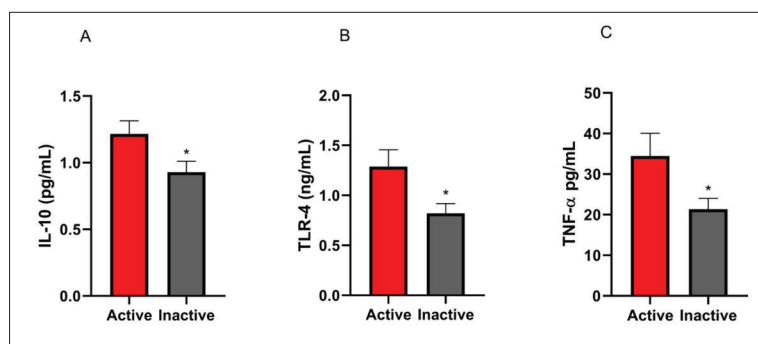 A
IL-10 (pg/mL)
1.5
1.0
0.5
0.0
*
Active Inactive
B
TLR-4 (ng/mL)
2.0
1.5
1.0
0.5
0.0
*
Active Inactive
C
TNF-α pg/mL
50
40
30
20
10
0
*
Active Inactive